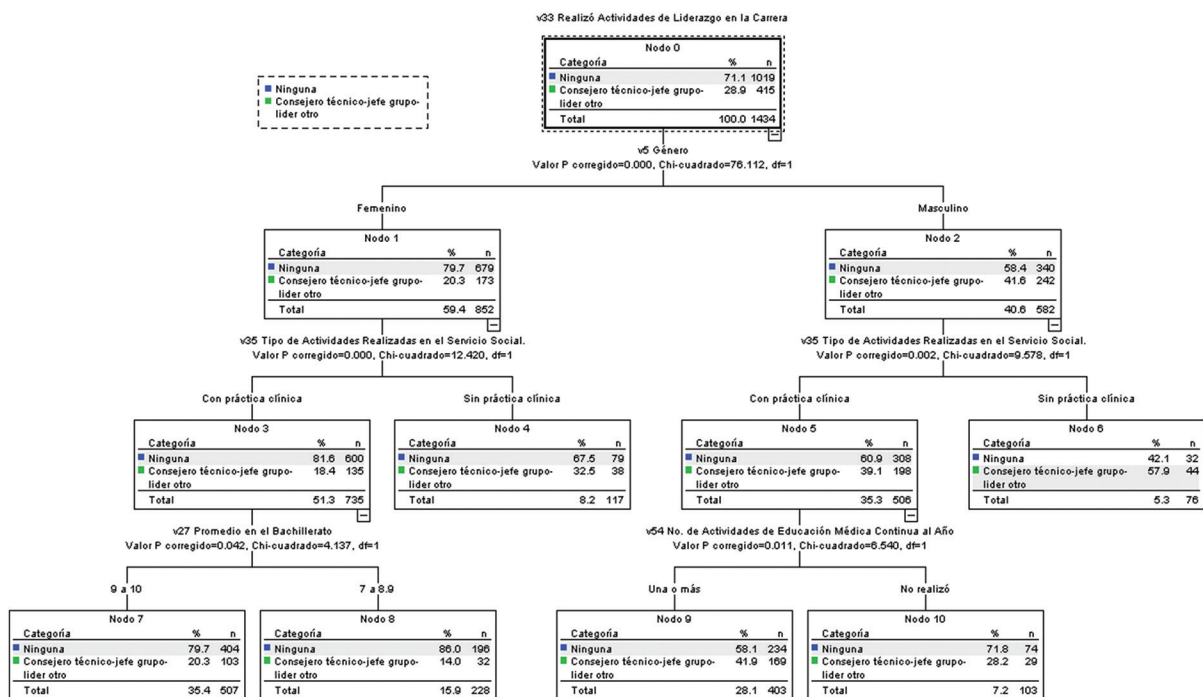 v33 Realizó Actividades de Liderazgo en la Carrera
Ninguna
Consejero técnico-jefe grupo-
lider otro
Nodo 0
Categoría % n
Ninguna 71.1 1019
Consejero técnico-jefe grupo- 28.9 415
lider otro
Total 100.0 1434
v5 Género
Valor P corregido=0.000, Chi-cuadrado=76.112, df=1
Femenino
Masculino
Nodo 1
Categoría % n
Ninguna 79.7 679
Consejero técnico-jefe grupo- 20.3 173
lider otro
Total 59.4 852
Nodo 2
Categoría % n
Ninguna 58.4 340
Consejero técnico-jefe grupo- 41.6 242
lider otro
Total 40.6 582
v35 Tipo de Actividades Realizadas en el Servicio Social.
Valor P corregido=0.000, Chi-cuadrado=12.420, df=1
v35 Tipo de Actividades Realizadas en el Servicio Social.
Valor P corregido=0.002, Chi-cuadrado=9.578, df=1
Con práctica clínica
Sin práctica clínica
Con práctica clínica
Sin práctica clínica
Nodo 3
Categoría % n
Ninguna 81.6 600
Consejero técnico-jefe grupo- 18.4 135
lider otro
Total 51.3 735
Nodo 4
Categoría % n
Ninguna 67.5 79
Consejero técnico-jefe grupo- 32.5 38
lider otro
Total 8.2 117
Nodo 5
Categoría % n
Ninguna 60.9 308
Consejero técnico-jefe grupo- 39.1 198
lider otro
Total 35.3 506
Nodo 6
Categoría % n
Ninguna 42.1 32
Consejero técnico-jefe grupo- 57.9 44
lider otro
Total 5.3 76
v27 Promedio en el Bachillerato
Valor P corregido=0.042, Chi-cuadrado=4.137, df=1
v54 No. de Actividades de Educación Médica Continua al Año
Valor P corregido=0.011, Chi-cuadrado=6.540, df=1
9 a 10
7 a 8.9
Una o más
No realizó
Nodo 7
Categoría % n
Ninguna 79.7 404
Consejero técnico-jefe grupo- 20.3 103
lider otro
Total 35.4 507
Nodo 8
Categoría % n
Ninguna 86.0 196
Consejero técnico-jefe grupo- 14.0 32
lider otro
Total 15.9 228
Nodo 9
Categoría % n
Ninguna 58.1 234
Consejero técnico-jefe grupo- 41.9 169
lider otro
Total 28.1 403
Nodo 10
Categoría % n
Ninguna 71.8 74
Consejero técnico-jefe grupo- 28.2 29
lider otro
Total 7.2 103